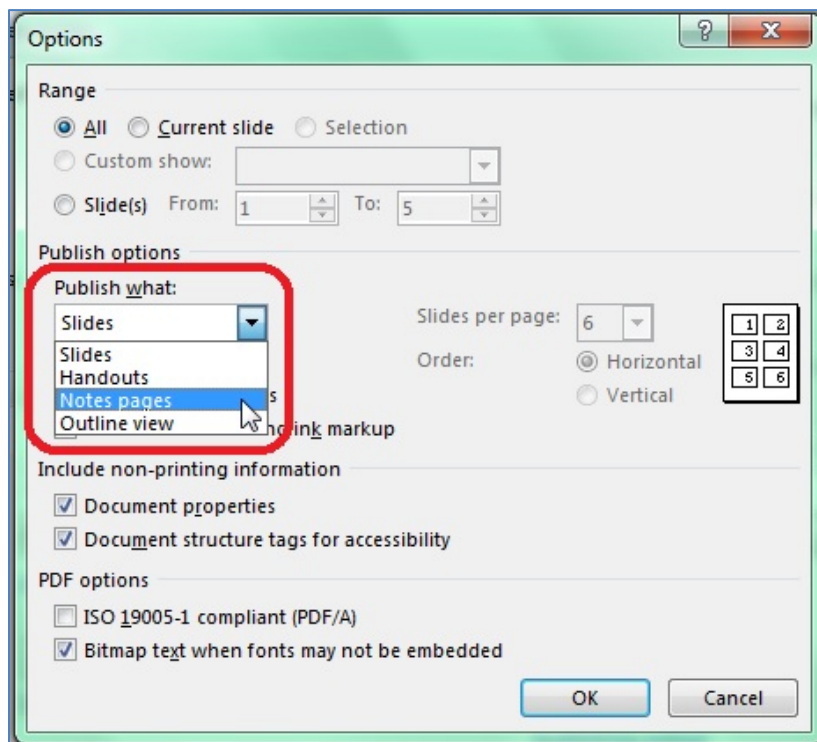 Options
Range
All Current slide Selection
Custom show:
Slide(s) From: 1 To: 5
Publish options
Publish what:
Slides
Slides
Handouts
Notes pages
Outline view
Slides per page: 6
Order: Horizontal
Vertical
1 2
3 4
5 6
ink markup
Include non-printing information
Document properties
Document structure tags for accessibility
PDF options
ISO 19005-1 compliant (PDF/A)
Bitmap text when fonts may not be embedded
OK Cancel